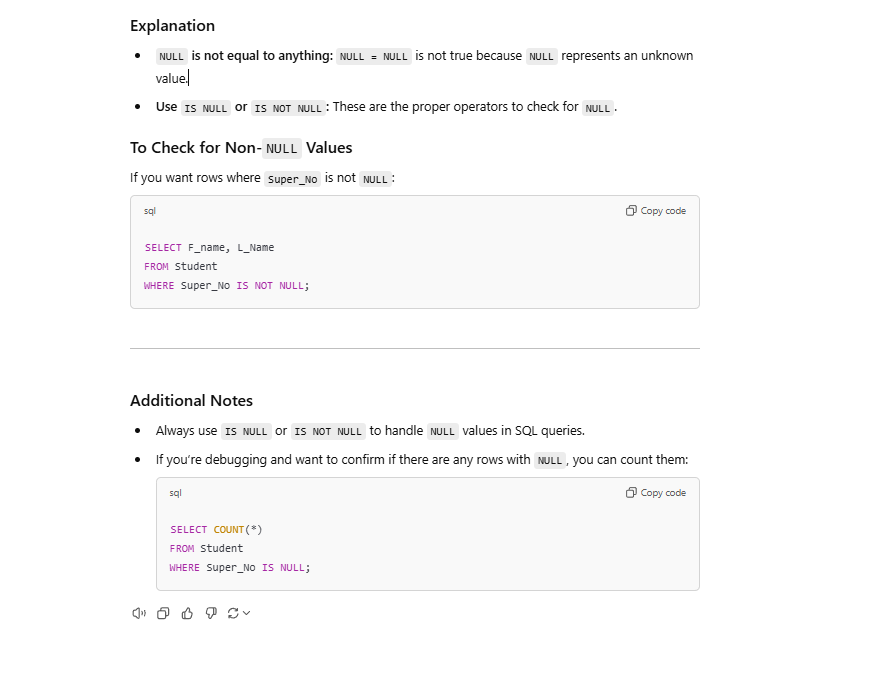 Explanation
• NULL is not equal to anything: NULL = NULL is not true because NULL represents an unknown
value.
• Use IS NULL or IS NOT NULL: These are the proper operators to check for NULL.
To Check for Non-NULL Values
If you want rows where Super_No is not NULL:
sql Copy code
SELECT F_name, L_Name
FROM Student
WHERE Super_No IS NOT NULL;
Additional Notes
• Always use IS NULL or IS NOT NULL to handle NULL values in SQL queries.
• If you're debugging and want to confirm if there are any rows with NULL, you can count them:
sql Copy code
SELECT COUNT(*)
FROM Student
WHERE Super_No IS NULL;